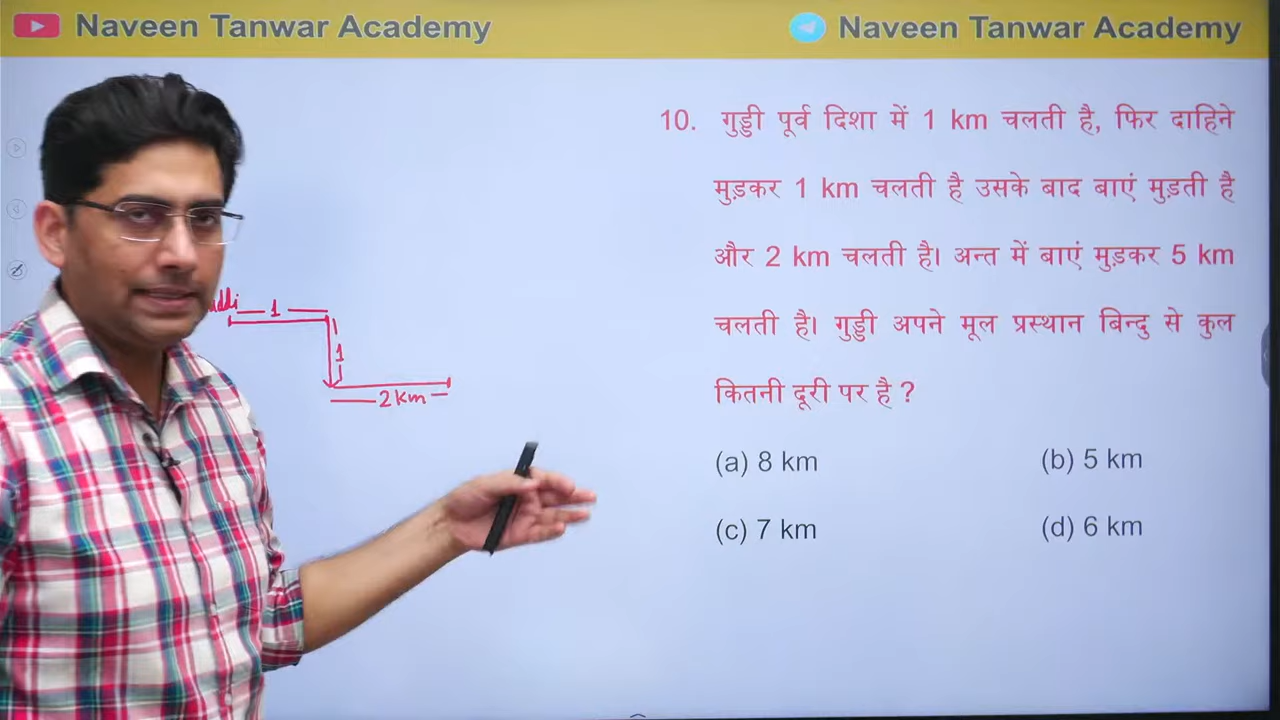 Naveen Tanwar Academy
Naveen Tanwar Academy
10. गुड्डी पूर्व दिशा में 1 km चलती है, फिर दाहिने
मुड़कर 1 km चलती है उसके बाद बाएं मुड़ती है
और 2 km चलती है। अन्त में बाएं मुड़कर 5 km
चलती है। गुड्डी अपने मूल प्रस्थान बिन्दु से कुल
कितनी दूरी पर है ?
(a) 8 km
(b) 5 km
(c) 7 km
(d) 6 km
1
1
2 km